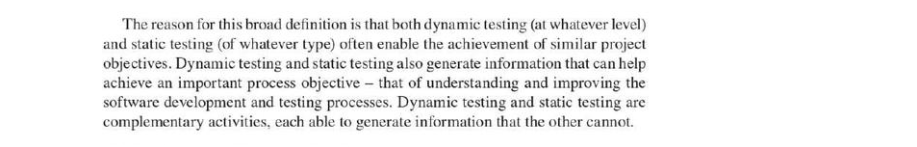 The reason for this broad definition is that both dynamic testing (at whatever level)
and static testing (of whatever type) often enable the achievement of similar project
objectives. Dynamic testing and static testing also generate information that can help
achieve an important process objective – that of understanding and improving the
software development and testing processes. Dynamic testing and static testing are
complementary activities, each able to generate information that the other cannot.